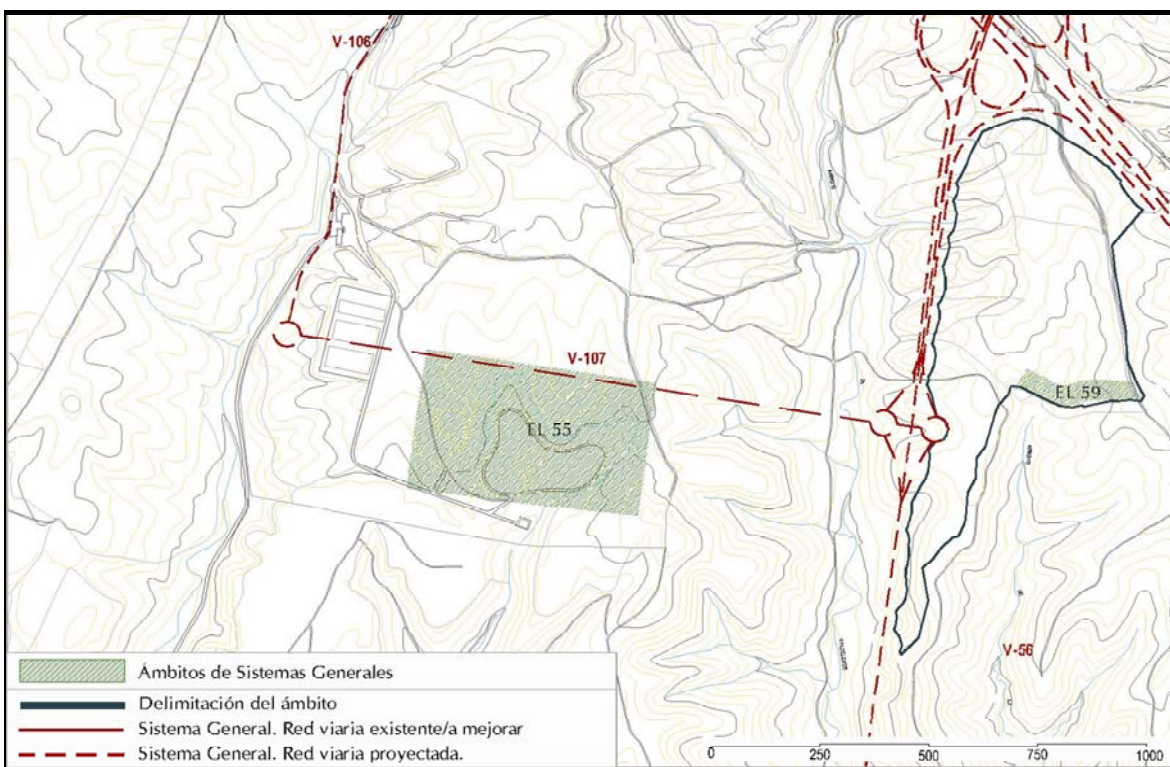 V-106
V-107
EL 55
EL 59
V-56
Ámbitos de Sistemas Generales
Delimitación del ámbito
Sistema General. Red viaria existente/a mejorar
Sistema General. Red viaria proyectada.
0 250 500 750 1000